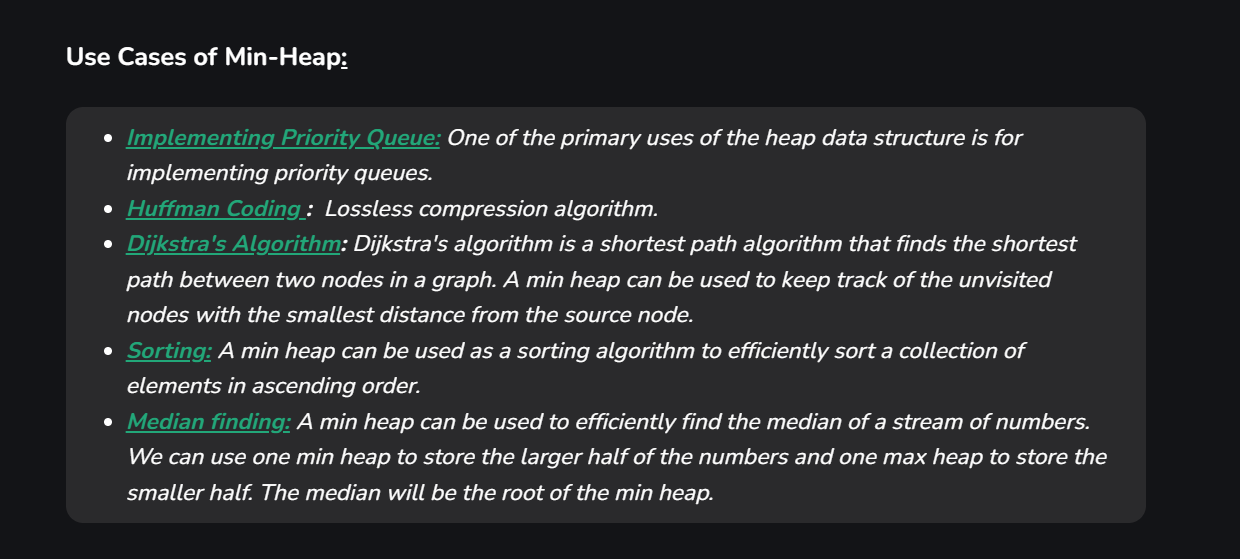 Use Cases of Min-Heap:
• Implementing Priority Queue: One of the primary uses of the heap data structure is for
implementing priority queues.
• Huffman Coding :  Lossless compression algorithm.
• Dijkstra's Algorithm: Dijkstra's algorithm is a shortest path algorithm that finds the shortest
path between two nodes in a graph. A min heap can be used to keep track of the unvisited
nodes with the smallest distance from the source node.
• Sorting: A min heap can be used as a sorting algorithm to efficiently sort a collection of
elements in ascending order.
• Median finding: A min heap can be used to efficiently find the median of a stream of numbers.
We can use one min heap to store the larger half of the numbers and one max heap to store the
smaller half. The median will be the root of the min heap.